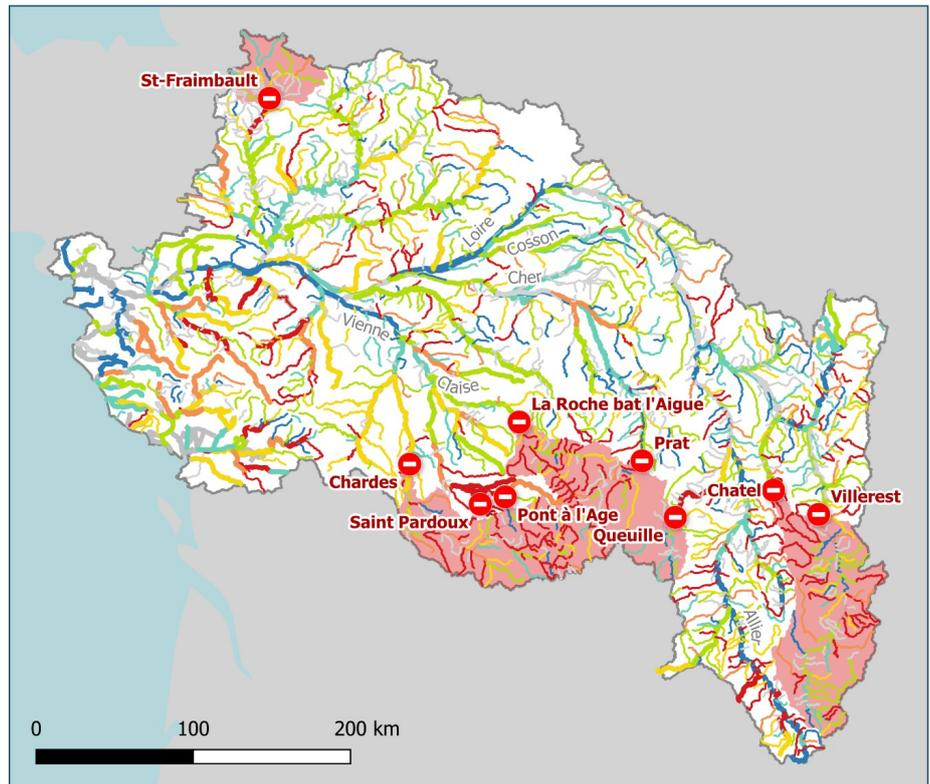 St-Fraimbault
Loire
Cosson
Cher
Vienne
Claise
La Roche bat l'Aigue
Prat
Chardes
Chatel
Villerest
Saint Pardoux
Pont à l'Age
Queuille
Allier
0 100 200 km